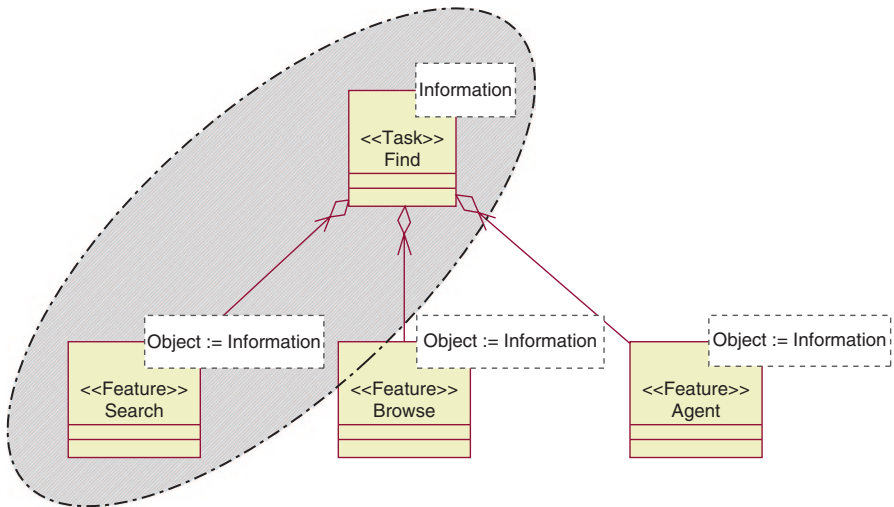 Information
<<Task>>
Find
Object := Information
<<Feature>>
Search
Object := Information
<<Feature>>
Browse
Object := Information
<<Feature>>
Agent